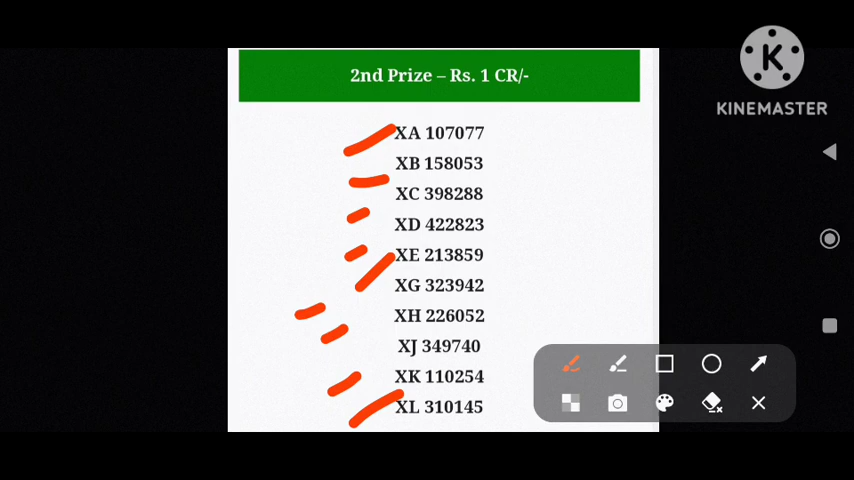 2nd Prize – Rs. 1 CR/-
KINEMASTER
XA 107077
XB 158053
XC 398288
XD 422823
XE 213859
XG 323942
XH 226052
XJ 349740
XK 110254
XL 310145